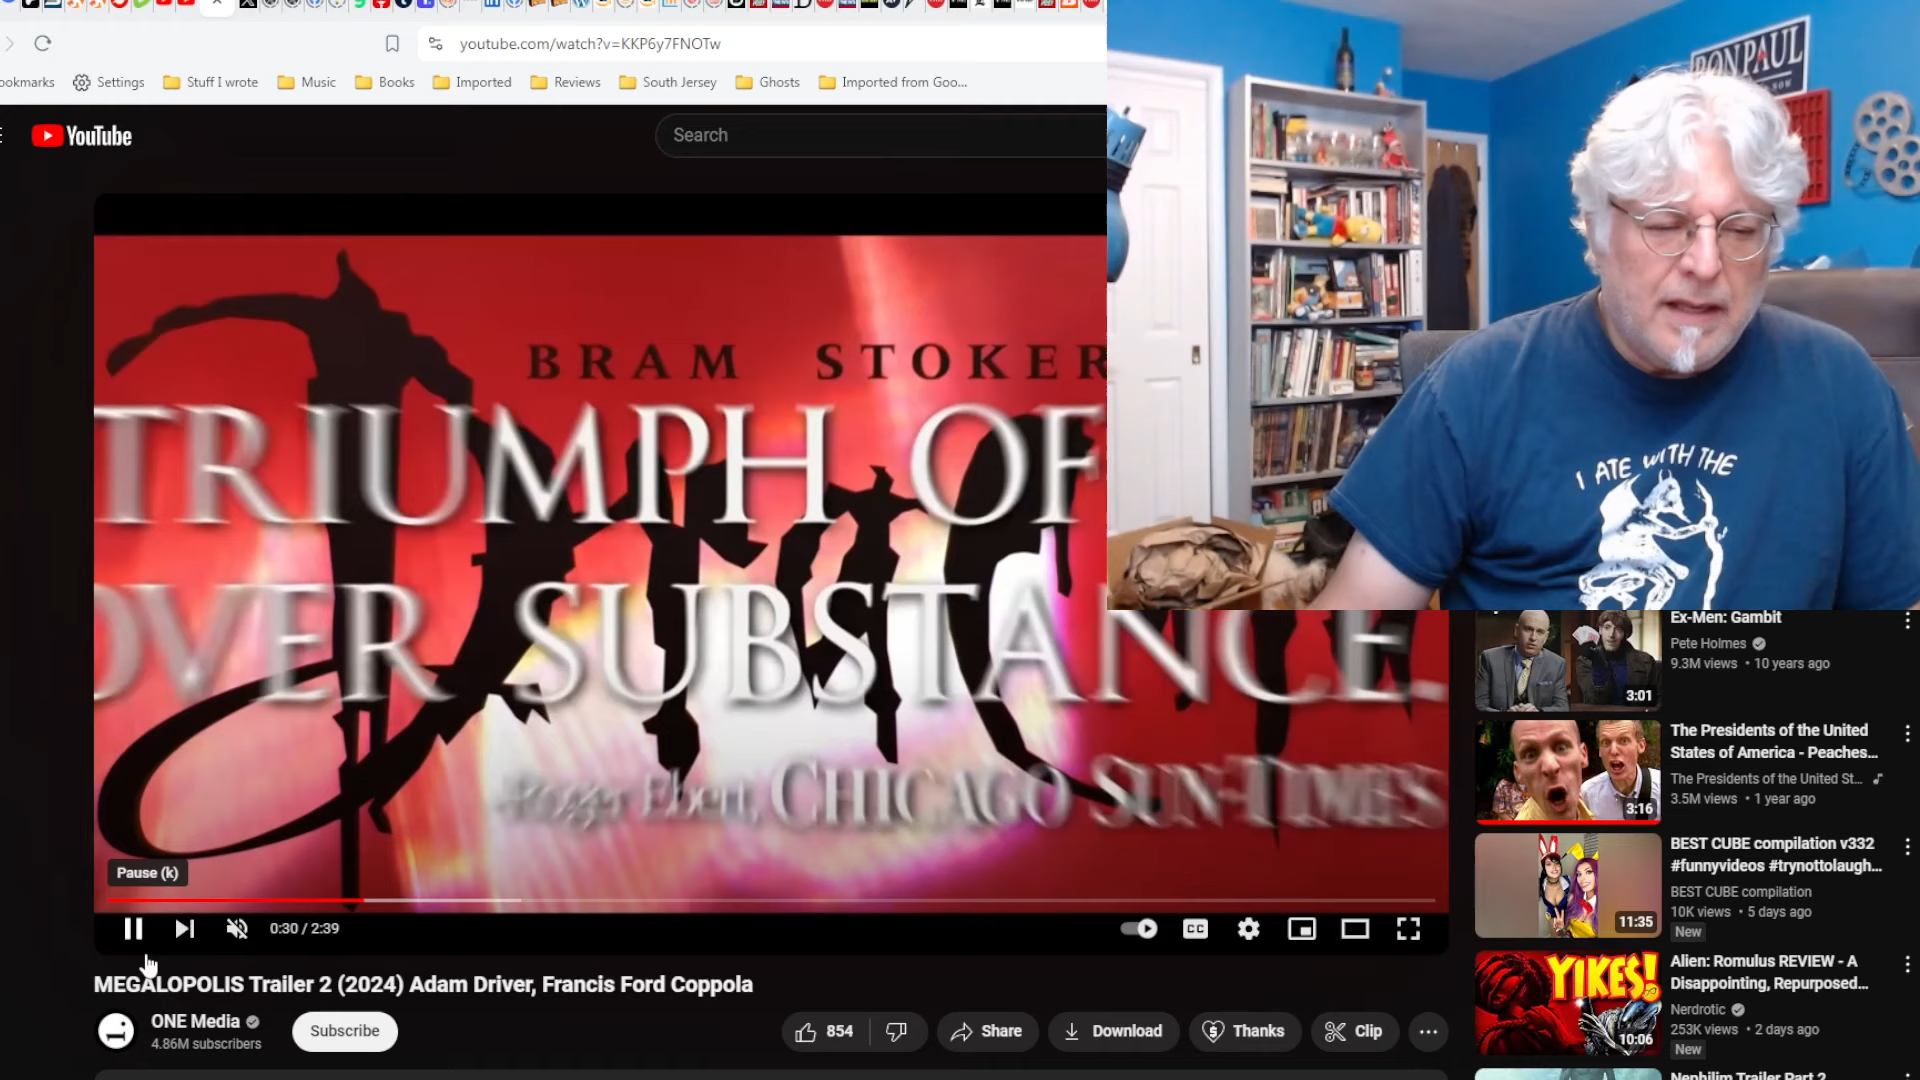 youtube.com/watch?v=KKP6y7FNOTw
ookmarks Settings Stuff I wrote Music Books Imported Reviews South Jersey Ghosts Imported from Goo...
YouTube
Search
RON PAUL
NOW
BRAM STOKER
TRIUMPH OF
OVER SUBSTANCE.
-Roger Ebert, CHICAGO SUN-TIMES
I ATE WITH THE
Pause (k)
0:30 / 2:39
CC
MEGALOPOLIS Trailer 2 (2024) Adam Driver, Francis Ford Coppola
ONE Media
4.86M subscribers
Subscribe
854
Share
Download
Thanks
Clip
Ex-Men: Gambit
Pete Holmes
9.3M views • 10 years ago
3:01
The Presidents of the United
States of America - Peaches...
The Presidents of the United St...
3.5M views • 1 year ago
3:16
BEST CUBE compilation v332
#funnyvideos #trynottolaugh...
BEST CUBE compilation
10K views • 5 days ago
New
11:35
YIKES!
Alien: Romulus REVIEW - A
Disappointing, Repurposed...
Nerdrotic
253K views • 2 days ago
New
10:06
Nephilim Trailer Part 2